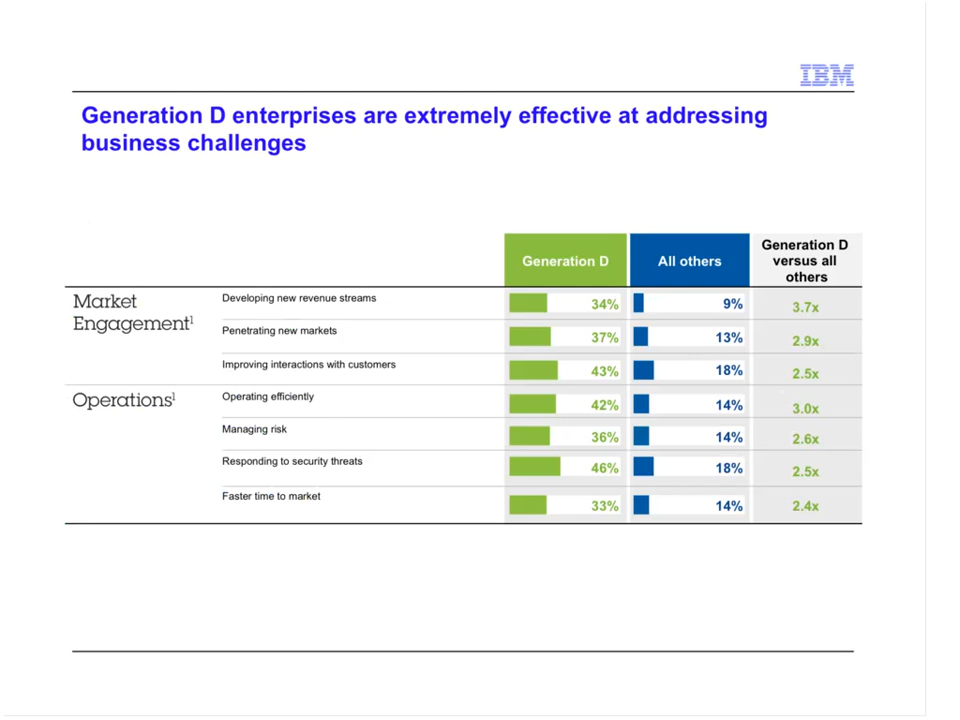 IBM
Generation D enterprises are extremely effective at addressing
business challenges
Generation D
All others
Generation D
versus all
others
Market
Engagement¹
Developing new revenue streams 34% 9% 3.7x
Penetrating new markets 37% 13% 2.9x
Improving interactions with customers 43% 18% 2.5x
Operations¹
Operating efficiently 42% 14% 3.0x
Managing risk 36% 14% 2.6x
Responding to security threats 46% 18% 2.5x
Faster time to market 33% 14% 2.4x